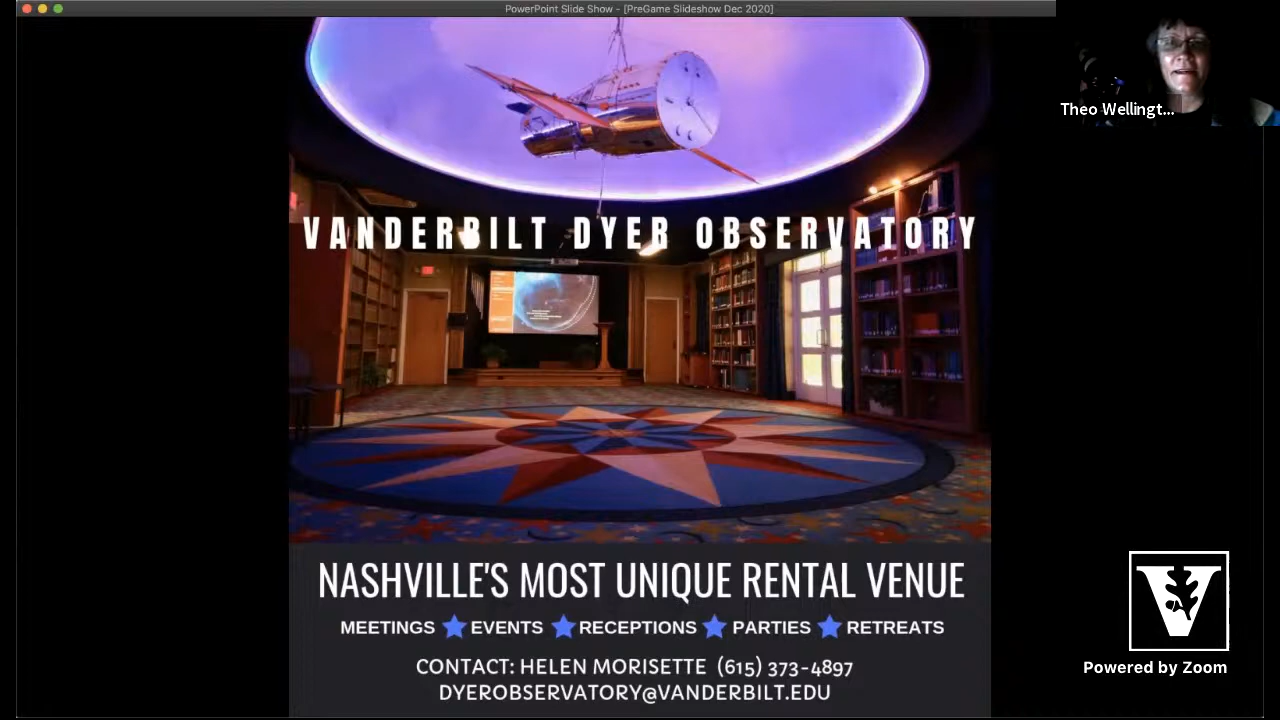 PowerPoint Slide Show - [PreGame Slideshow Dec 2020]
Theo Wellingt...
VANDERBILT DYER OBSERVATORY
NASHVILLE'S MOST UNIQUE RENTAL VENUE
MEETINGS EVENTS RECEPTIONS PARTIES RETREATS
CONTACT: HELEN MORISETTE (615) 373-4897
DYEROBSERVATORY@VANDERBILT.EDU
V
Powered by Zoom